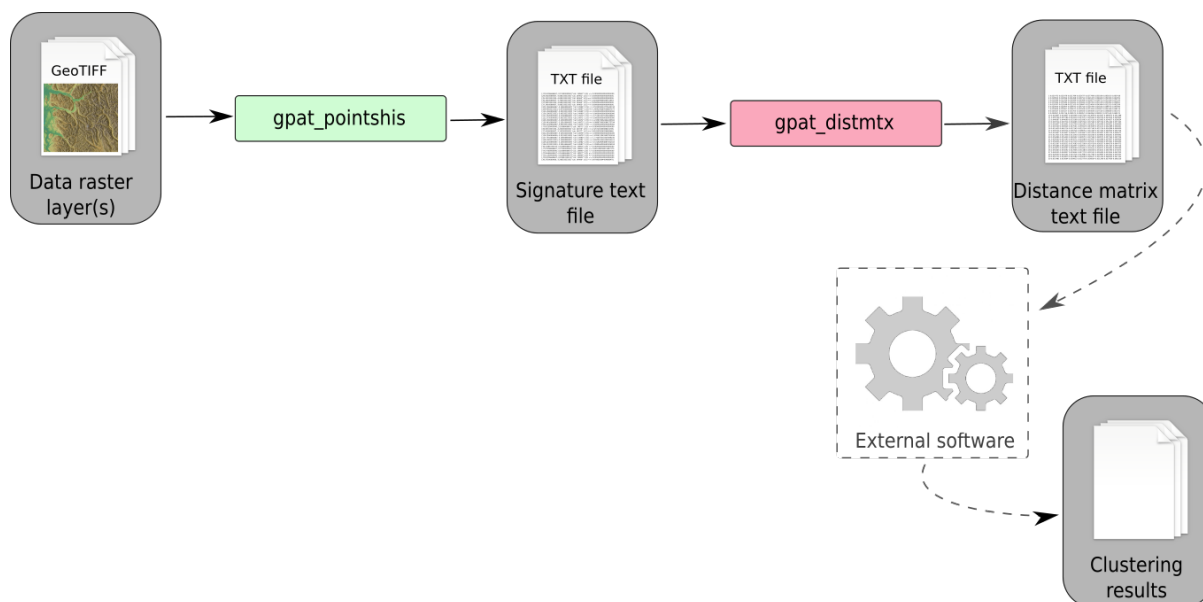 GeoTIFF
Data raster
layer(s)
gpat_pointshis
TXT file
Signature text
file
gpat_distmtx
TXT file
Distance matrix
text file
External software
Clustering
results